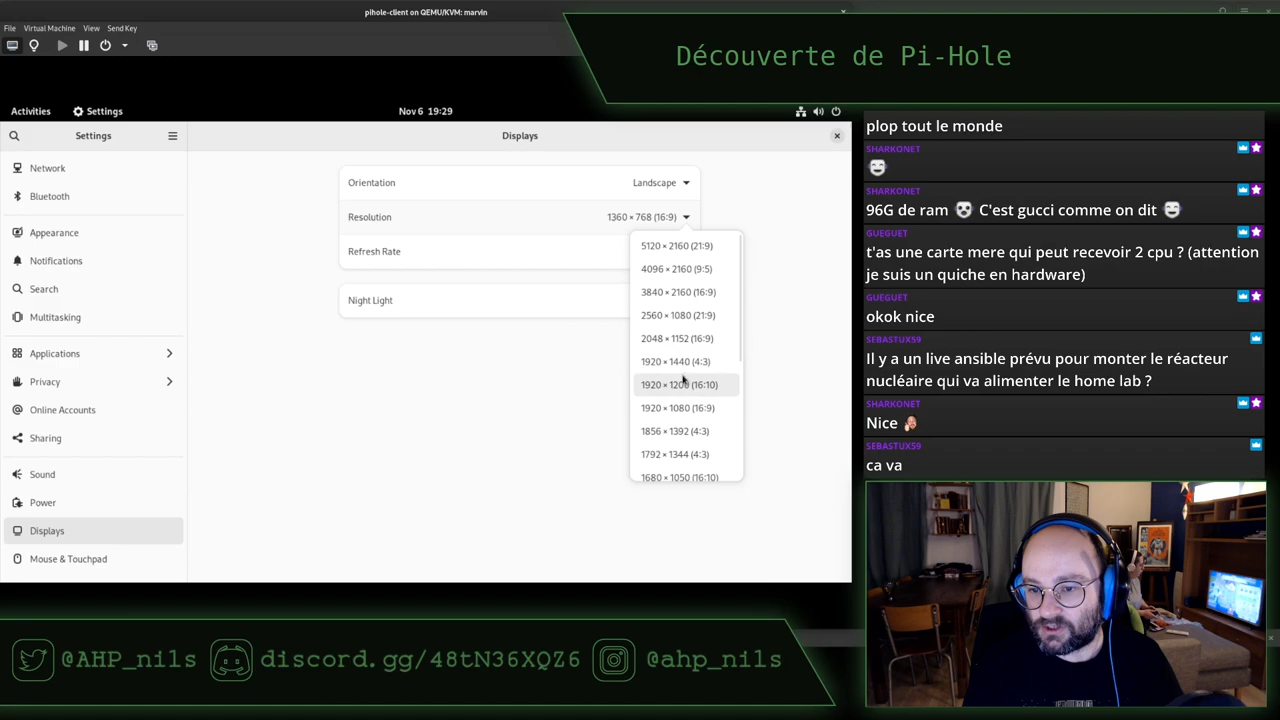 pihole-client on QEMU/KVM: marvin
File Virtual Machine View Send Key
Découverte de Pi-Hole
Activities Settings Nov 6 19:29
Settings
Displays
Network
Bluetooth
Appearance
Notifications
Search
Multitasking
Applications
Privacy
Online Accounts
Sharing
Sound
Power
Displays
Mouse & Touchpad
Orientation Landscape
Resolution 1360 × 768 (16:9)
Refresh Rate
Night Light
5120 × 2160 (21:9)
4096 × 2160 (9:5)
3840 × 2160 (16:9)
2560 × 1080 (21:9)
2048 × 1152 (16:9)
1920 × 1440 (4:3)
1920 × 1200 (16:10)
1920 × 1080 (16:9)
1856 × 1392 (4:3)
1792 × 1344 (4:3)
1680 × 1050 (16:10)
plop tout le monde
SHARKONET
SHARKONET
96G de ram C'est gucci comme on dit
GUEGUET
t'as une carte mere qui peut recevoir 2 cpu ? (attention
je suis un quiche en hardware)
GUEGUET
okok nice
SEBASTUX59
Il y a un live ansible prévu pour monter le réacteur
nucléaire qui va alimenter le home lab ?
SHARKONET
Nice
SEBASTUX59
ca va
@AHP_nils discord.gg/48tN36XQZ6 @ahp_nils